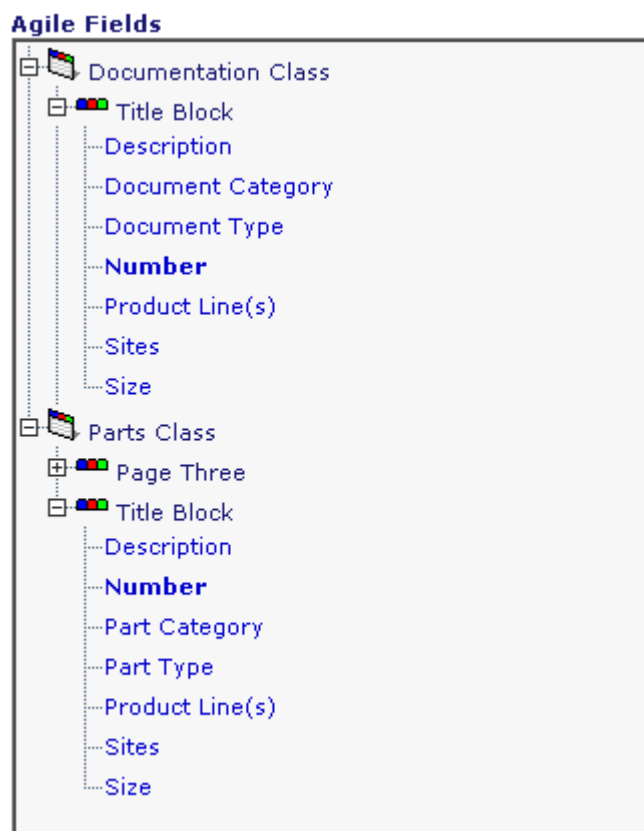 Agile Fields
Documentation Class
Title Block
Description
Document Category
Document Type
Number
Product Line(s)
Sites
Size
Parts Class
Page Three
Title Block
Description
Number
Part Category
Part Type
Product Line(s)
Sites
Size